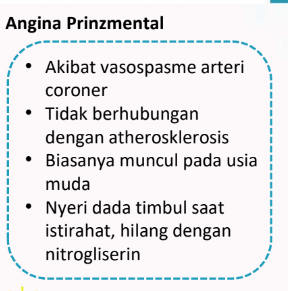 Angina Prinzmental
• Akibat vasospasme arteri
coroner
• Tidak berhubungan
dengan atherosklerosis
• Biasanya muncul pada usia
muda
• Nyeri dada timbul saat
istirahat, hilang dengan
nitrogliserin